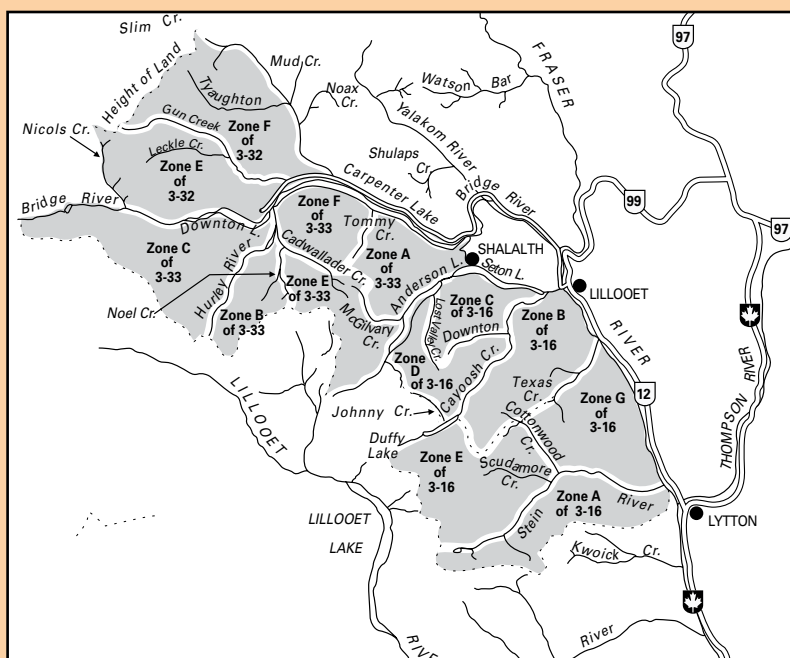 Slim Cr.
Height of Land
Mud Cr.
Tyaughton
Noax
Cr.
Watson Bar
FRASER
97
Nicols Cr.
Gun Creek
Zone F
of
3-32
Leckle Cr.
Zone E
of
3-32
Yalakom River
Shulaps
Cr.
Bridge River
99
97
Bridge River
Carpenter Lake
Zone F
of
3-33
Tommy
Cr.
Downton L.
Zone C
of
3-33
SHALALTH
Hurley River
Cadwallader Cr.
Zone A
of
3-33
Anderson L.
Seton L.
LILLOOET
Noel Cr.
Zone E
of 3-33
Zone B
of 3-33
McGilvary
Cr.
Zone C
of 3-16
Lost Valley Cr.
Downton
Zone B
of
3-16
RIVER
Zone
D
of 3-16
Cayoosh Cr.
Texas
Cr.
12
THOMPSON RIVER
LILLOOET
Johnny Cr.
Cottonwood
Cr.
Zone G
of
3-16
Duffy
Lake
Zone E
of
3-16
Scudamore
Cr.
Zone A
of 3-16
River
Stein
LYTTON
LILLOOET
LAKE
Kwoick Cr.
River
RIVE